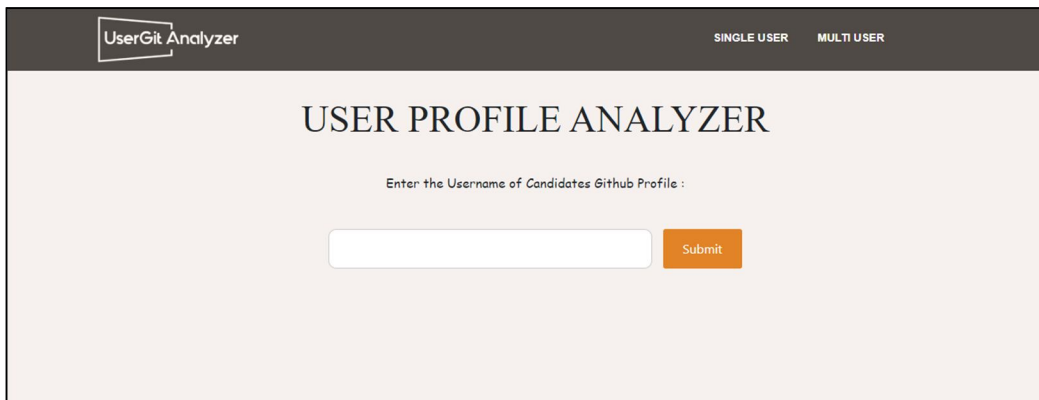 UserGit Analyzer
SINGLE USER MULTI USER
USER PROFILE ANALYZER
Enter the Username of Candidates Github Profile :
Submit